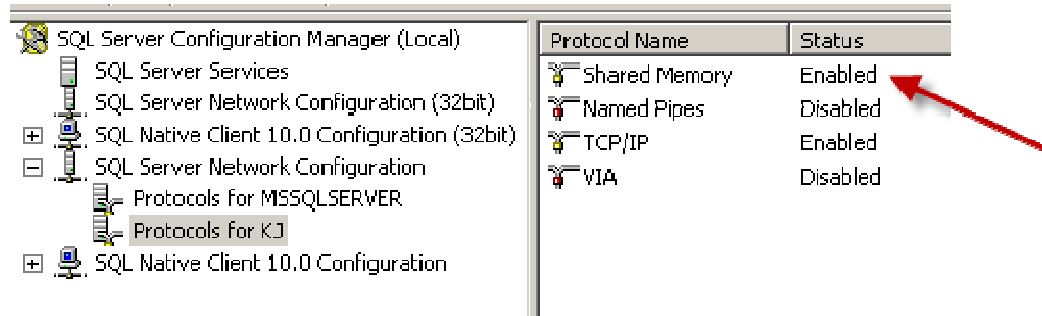 SQL Server Configuration Manager (Local)
SQL Server Services
SQL Server Network Configuration (32bit)
SQL Native Client 10.0 Configuration (32bit)
SQL Server Network Configuration
Protocols for MSSQLSERVER
Protocols for KJ
SQL Native Client 10.0 Configuration
Protocol Name Status
Shared Memory Enabled
Named Pipes Disabled
TCP/IP Enabled
VIA Disabled